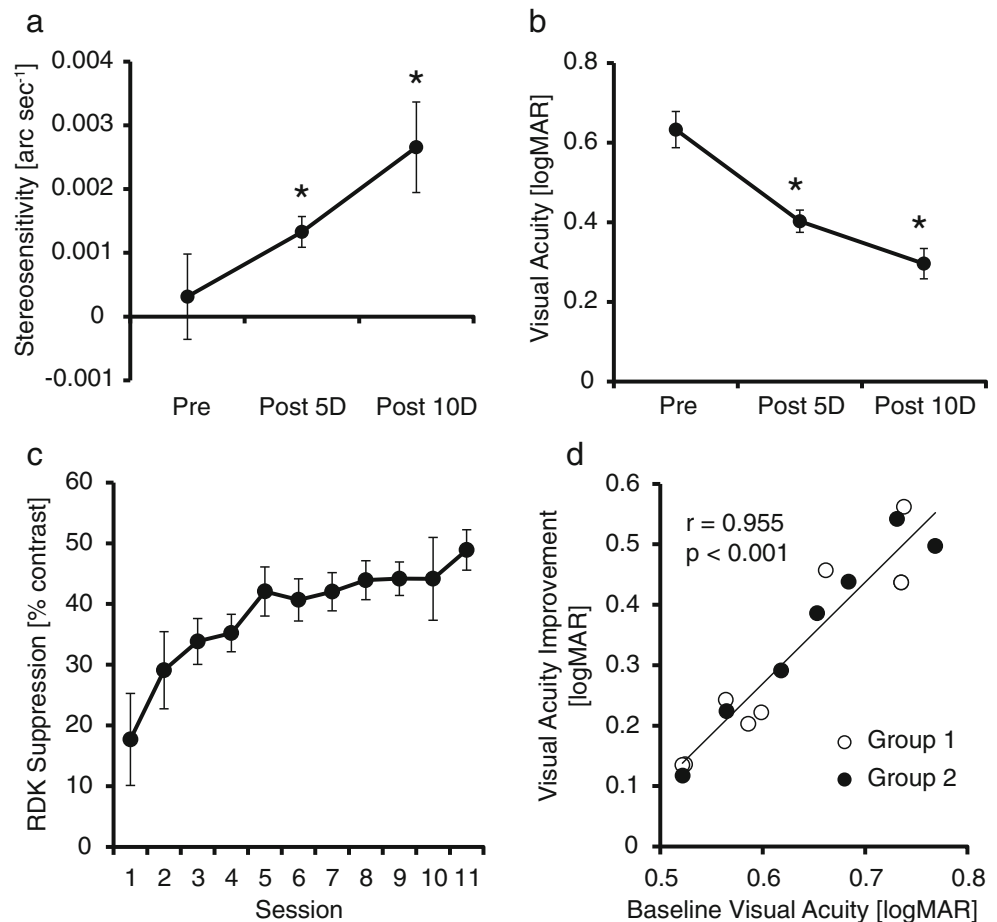 a
Stereosensitivity [arc sec⁻¹]
0.004
0.003
0.002
0.001
0
-0.001
*
*
Pre Post 5D Post 10D
b
Visual Acuity [logMAR]
0.8
0.6
0.4
0.2
0
*
*
Pre Post 5D Post 10D
c
RDK Suppression [% contrast]
60
50
40
30
20
10
0
1 2 3 4 5 6 7 8 9 10 11
Session
d
Visual Acuity Improvement
[logMAR]
0.6
0.5
0.4
0.3
0.2
0.1
0
r = 0.955
p < 0.001
Group 1
Group 2
0.5 0.6 0.7 0.8
Baseline Visual Acuity [logMAR]